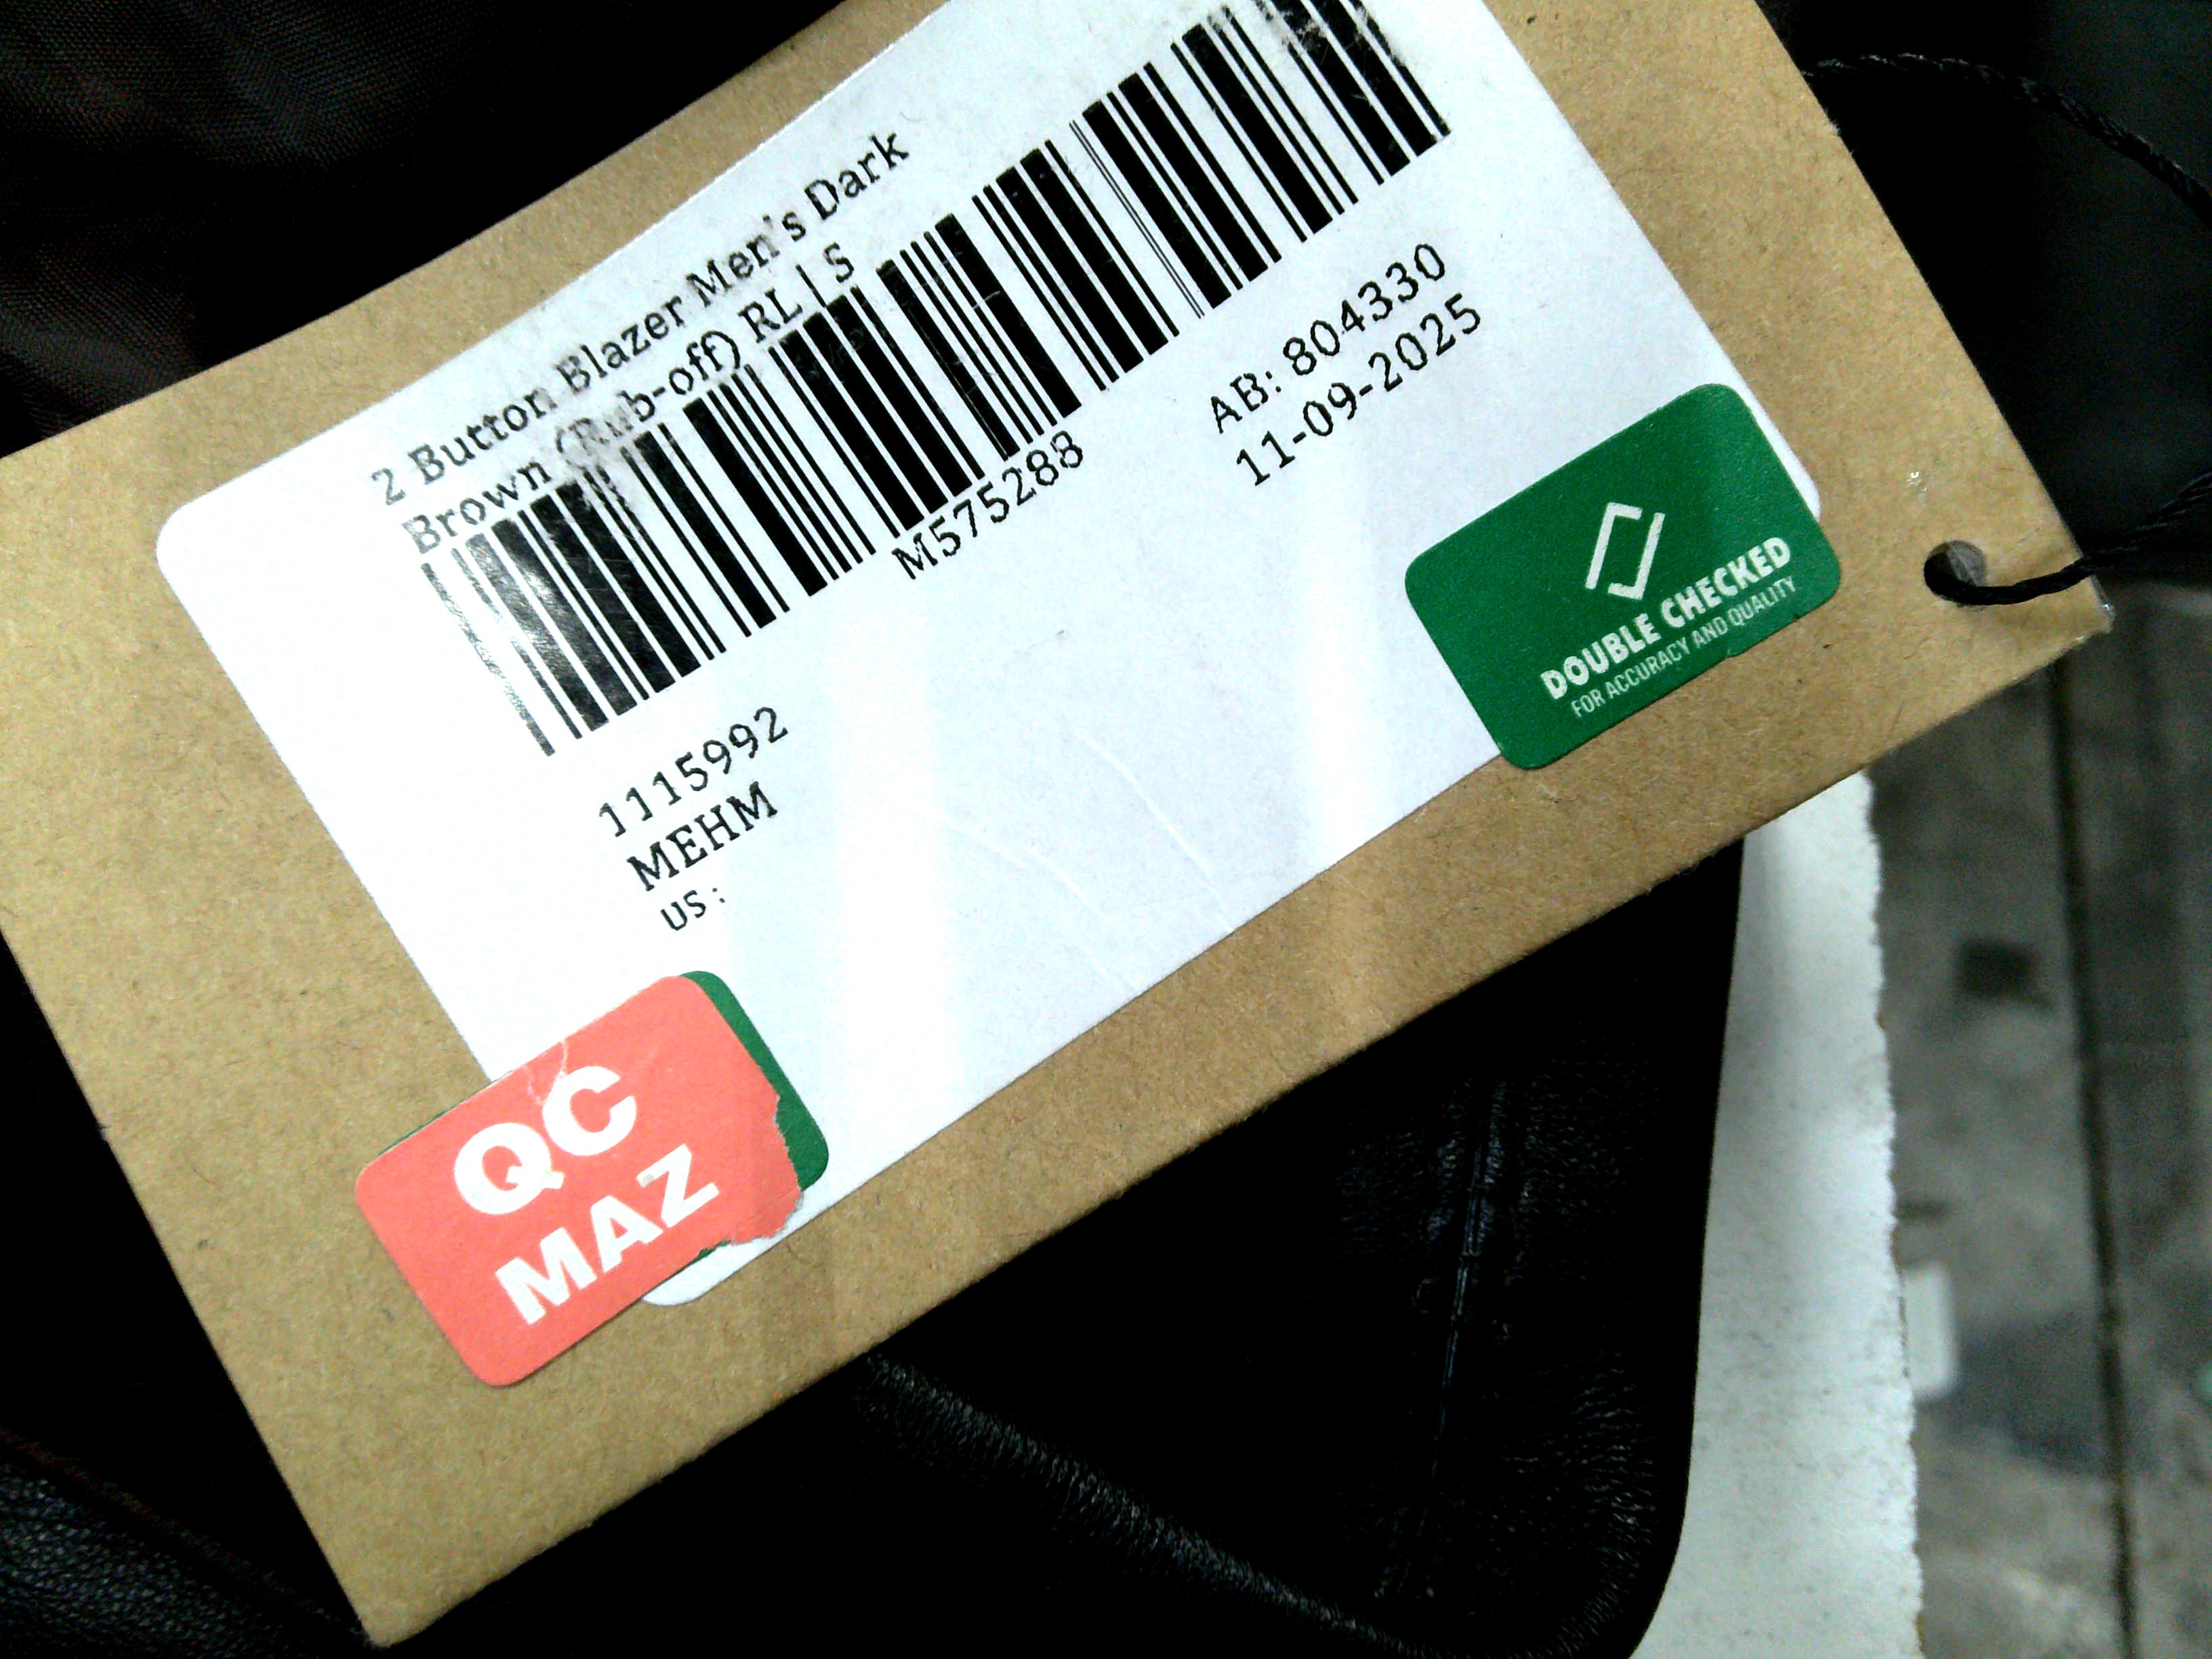 2 Button Blazer Men's Dark
Brown (Rub-off) RL | S
M575288
AB: 804330
11-09-2025
1115992
MEHM
US :
DOUBLE CHECKED
FOR ACCURACY AND QUALITY
QC
MAZ